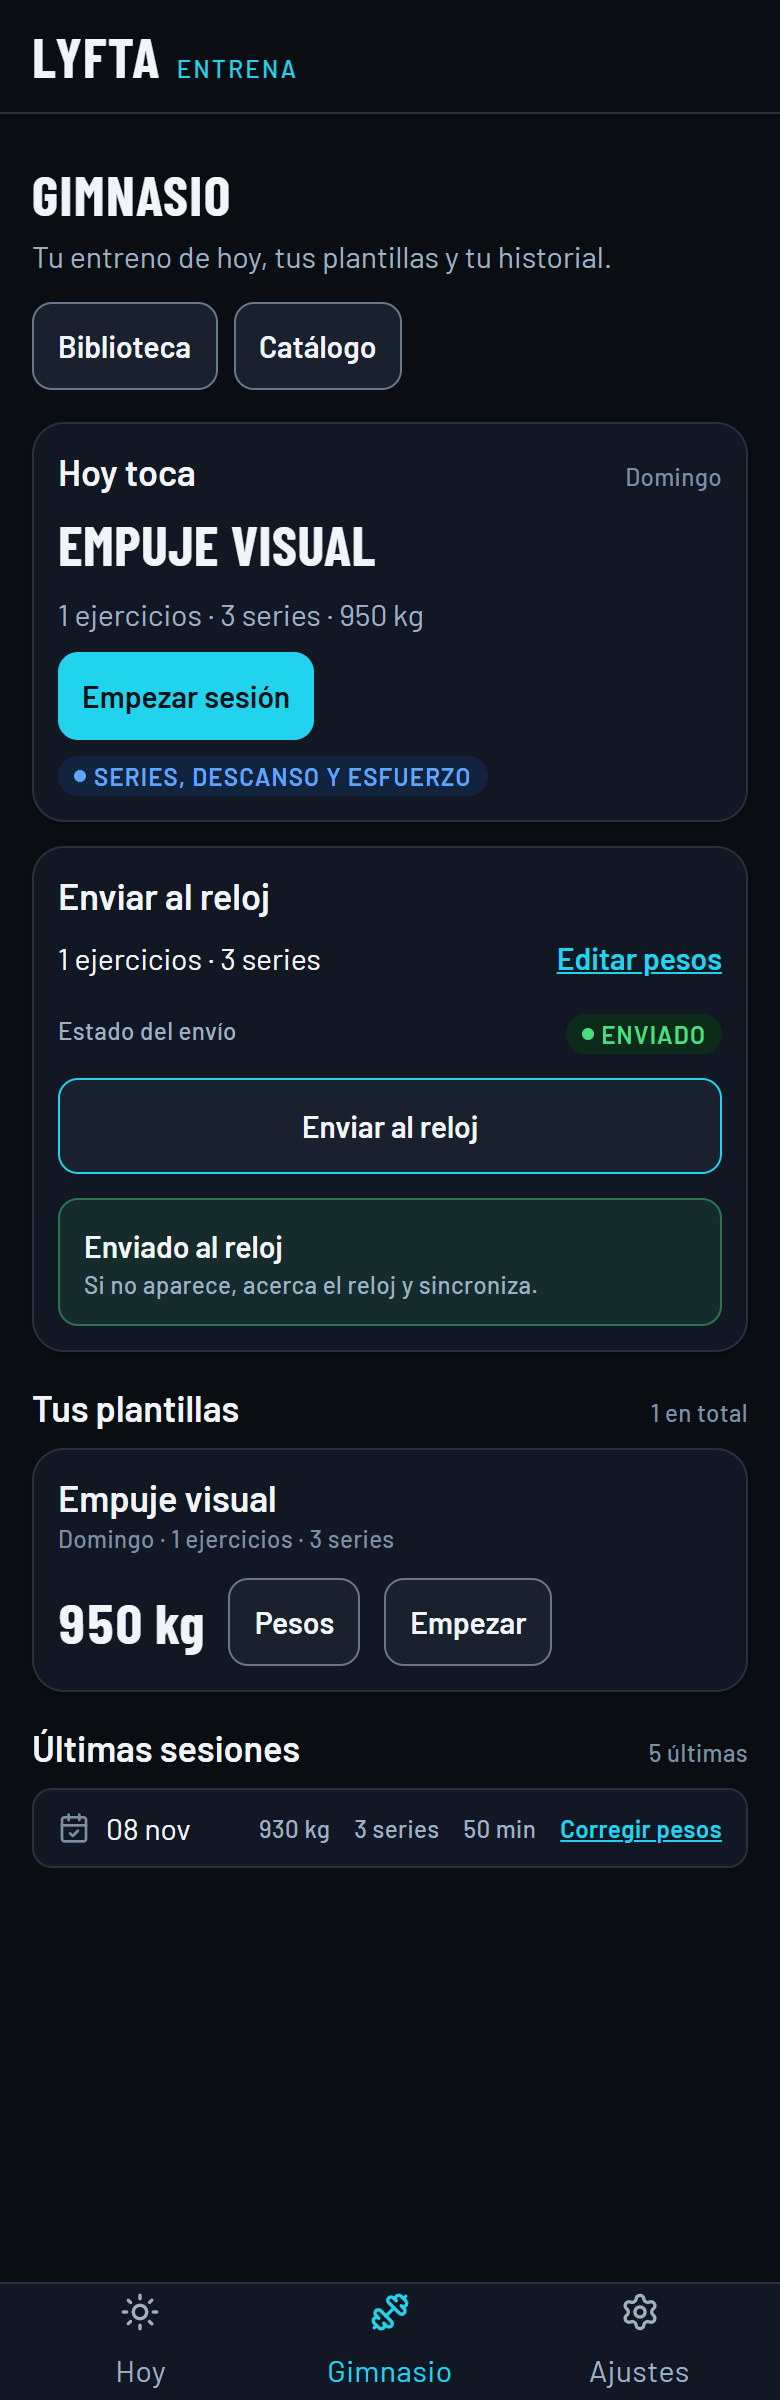 LYFTA ENTRENA
GIMNASIO
Tu entreno de hoy, tus plantillas y tu historial.
Biblioteca Catálogo
Hoy toca Domingo
EMPUJE VISUAL
1 ejercicios · 3 series · 950 kg
Empezar sesión
SERIES, DESCANSO Y ESFUERZO
Enviar al reloj
1 ejercicios · 3 series Editar pesos
Estado del envío ENVIADO
Enviar al reloj
Enviado al reloj
Si no aparece, acerca el reloj y sincroniza.
Tus plantillas 1 en total
Empuje visual
Domingo · 1 ejercicios · 3 series
950 kg Pesos Empezar
Últimas sesiones 5 últimas
08 nov 930 kg 3 series 50 min Corregir pesos
Hoy Gimnasio Ajustes